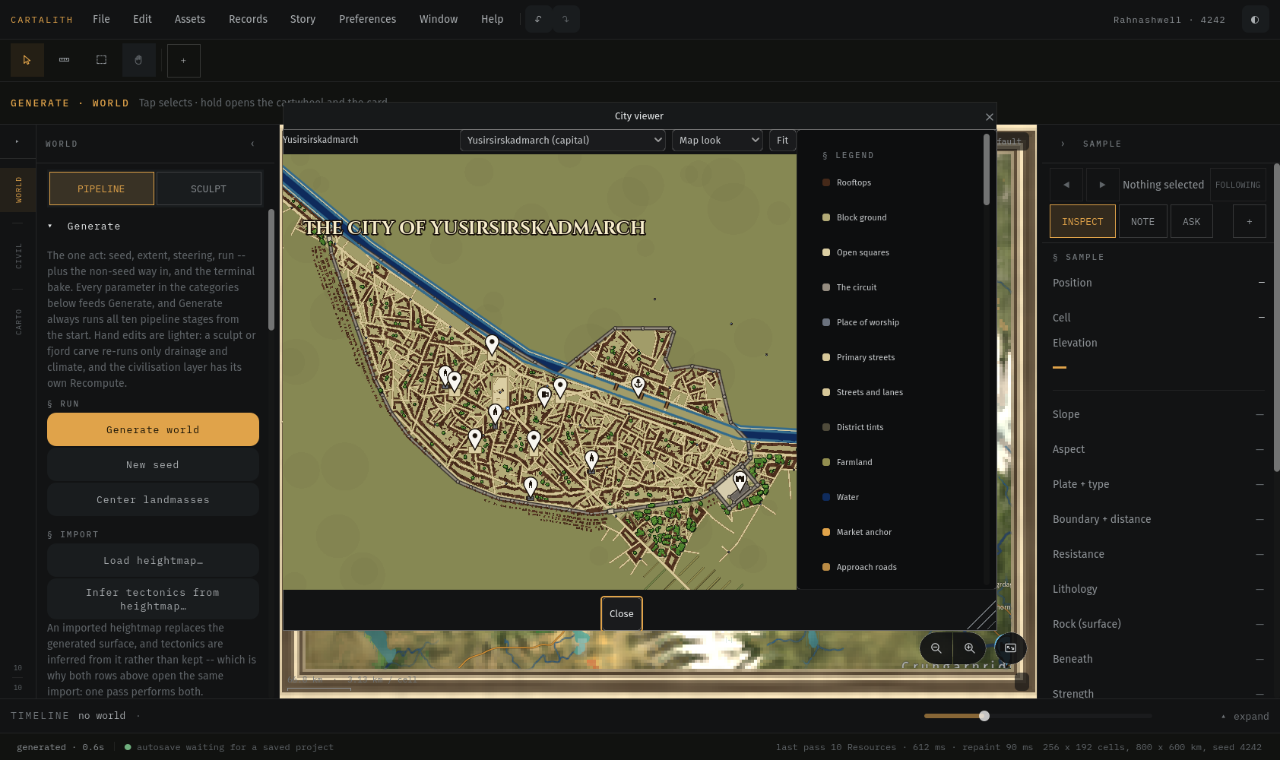 CARTALITH File Edit Assets Records Story Preferences Window Help Rahnashwell · 4242
GENERATE · WORLD Tap selects · hold opens the cartwheel and the card
City viewer
WORLD
PIPELINE SCULPT
Generate
The one act: seed, extent, steering, run --
plus the non-seed way in, and the terminal
bake. Every parameter in the categories
below feeds Generate, and Generate
always runs all ten pipeline stages from
the start. Hand edits are lighter: a sculpt or
fjord carve re-runs only drainage and
climate, and the civilisation layer has its
own Recompute.
§ RUN
Generate world
New seed
Center landmasses
§ IMPORT
Load heightmap…
Infer tectonics from
heightmap…
An imported heightmap replaces the
generated surface, and tectonics are
inferred from it rather than kept -- which is
why both rows above open the same
import: one pass performs both.
WORLD
CIVIL
CARTO
10
10
Yusirsirskadmarch Yusirsirskadmarch (capital) Map look Fit
THE CITY OF YUSIRSIRSKADMARCH
§ LEGEND
Rooftops
Block ground
Open squares
The circuit
Place of worship
Primary streets
Streets and lanes
District tints
Farmland
Water
Market anchor
Approach roads
Close
SAMPLE
Nothing selected FOLLOWING
INSPECT NOTE ASK +
§ SAMPLE
Position —
Cell —
Elevation
Slope —
Aspect —
Plate + type —
Boundary + distance —
Resistance —
Lithology —
Rock (surface) —
Beneath —
Strength —
TIMELINE no world · expand
generated · 0.6s autosave waiting for a saved project last pass 10 Resources · 612 ms · repaint 90 ms 256 x 192 cells, 800 x 600 km, seed 4242